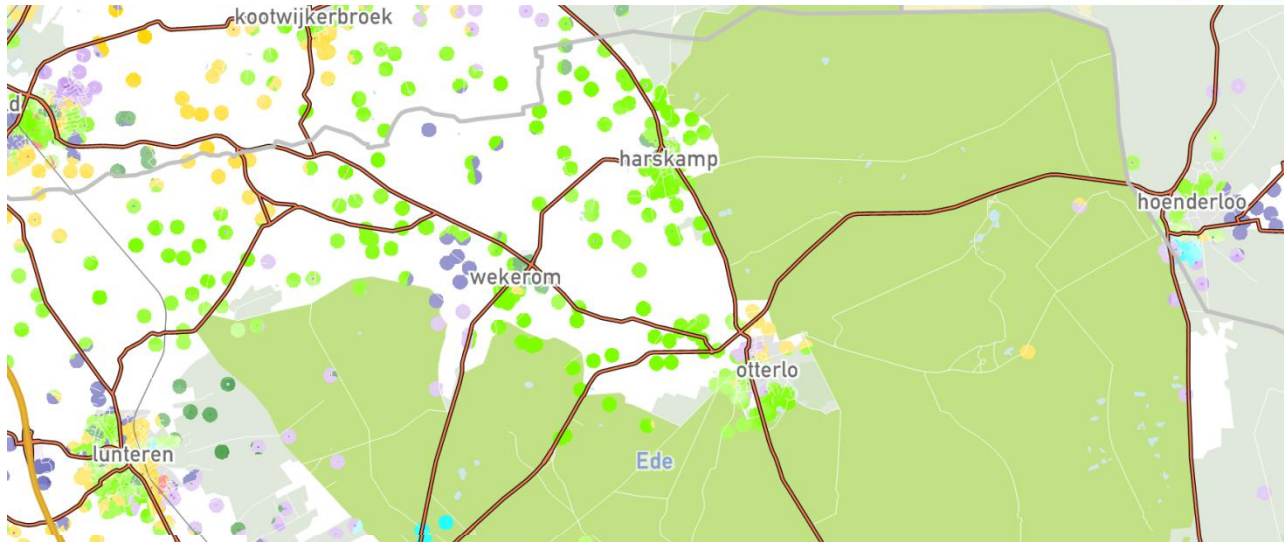 kootwijkerbroek
d
harskamp
hoenderloo
wekerom
otterlo
lunteren
Ede